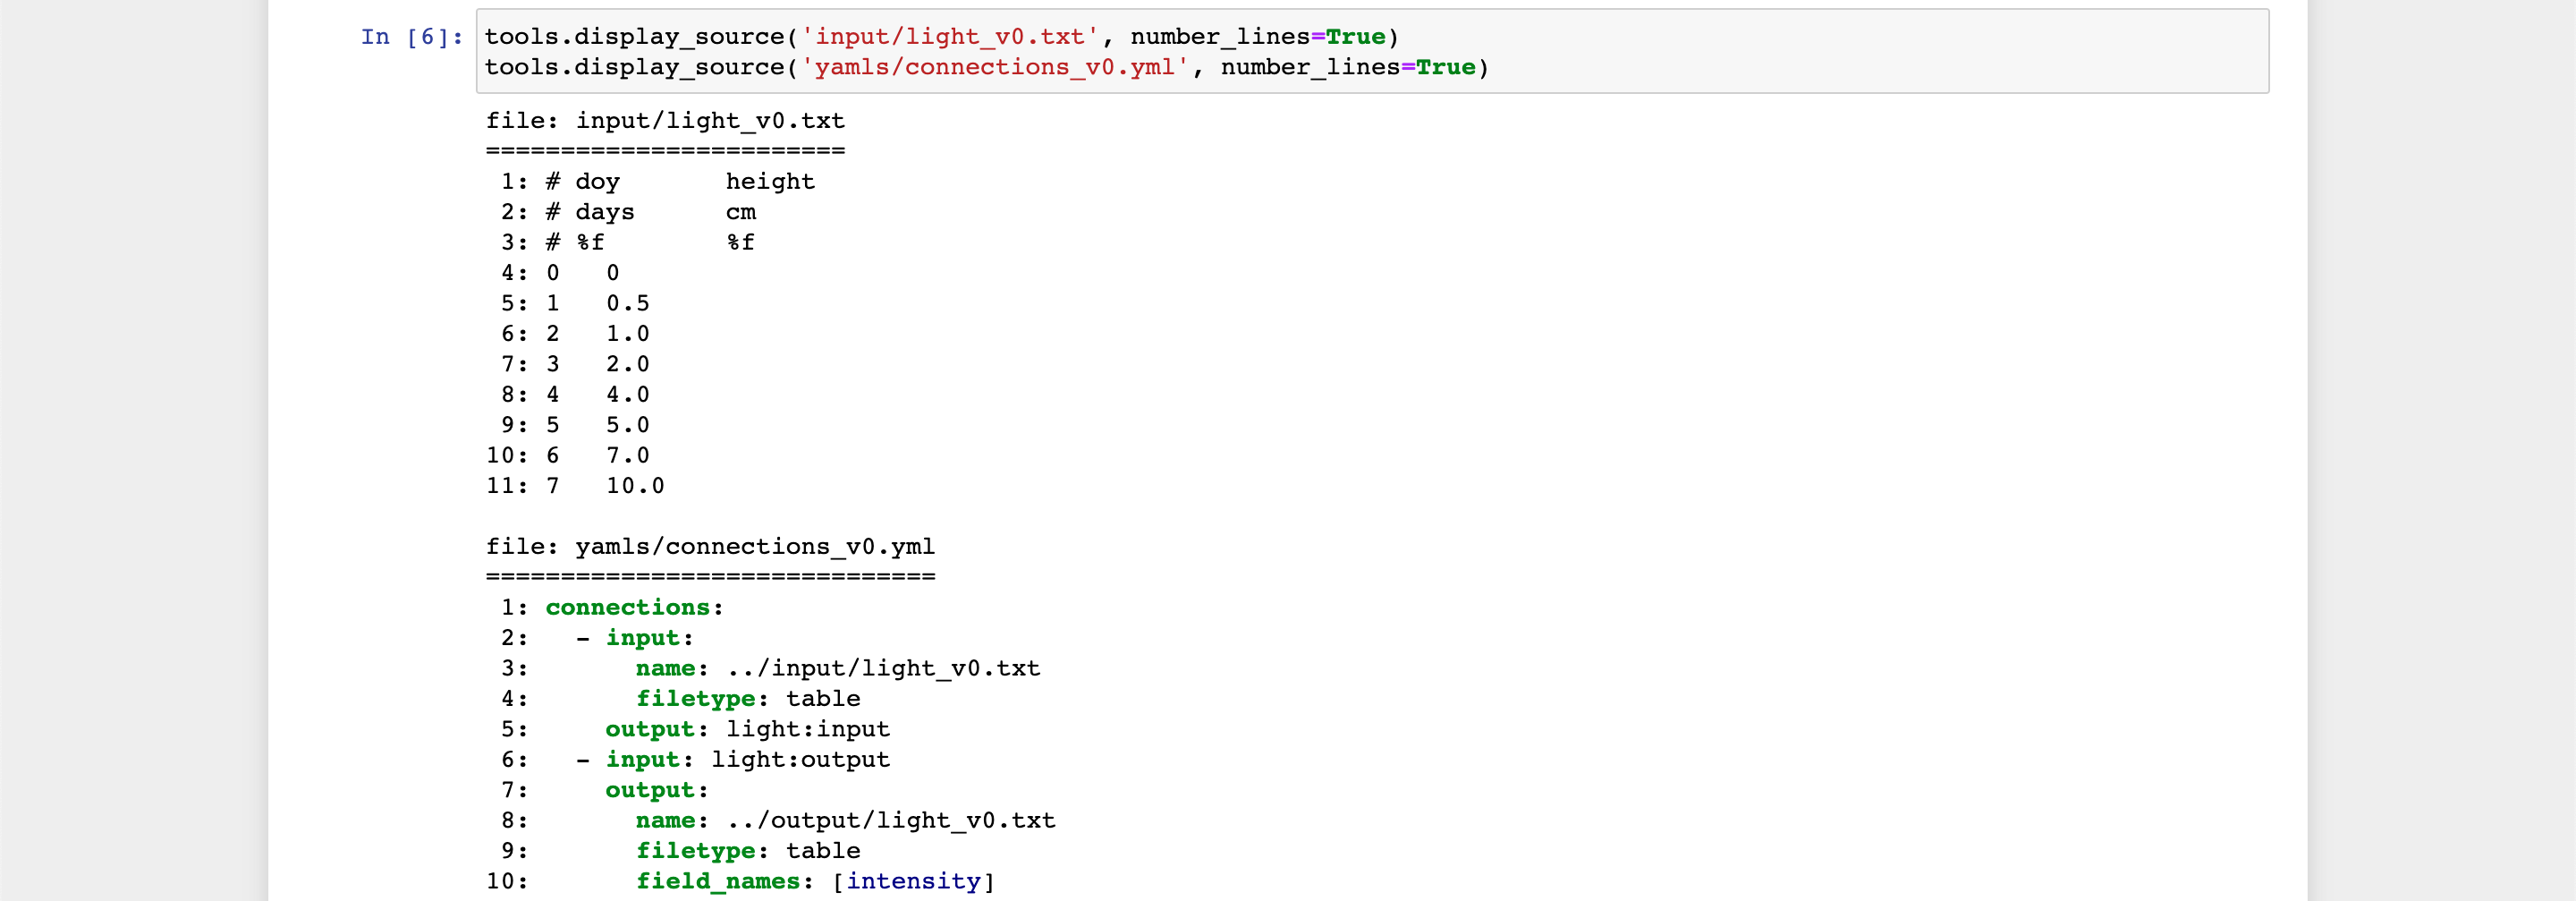 In [6]: tools.display_source('input/light_v0.txt', number_lines=True)
tools.display_source('yamls/connections_v0.yml', number_lines=True)
file: input/light_v0.txt
========================
 1: # doy       height
 2: # days      cm
 3: # %f        %f
 4: 0   0
 5: 1   0.5
 6: 2   1.0
 7: 3   2.0
 8: 4   4.0
 9: 5   5.0
10: 6   7.0
11: 7   10.0
file: yamls/connections_v0.yml
==============================
 1: connections:
 2:   - input:
 3:       name: ../input/light_v0.txt
 4:       filetype: table
 5:     output: light:input
 6:   - input: light:output
 7:     output:
 8:       name: ../output/light_v0.txt
 9:       filetype: table
10:       field_names: [intensity]